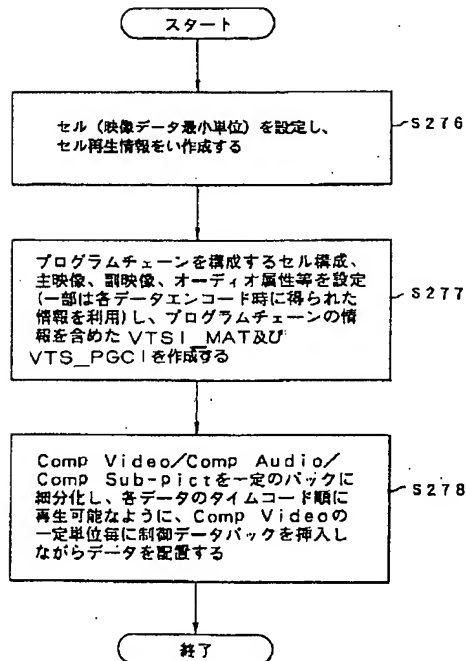 スタート
セル（映像データ最小単位）を設定し、
セル再生情報をい作成する
S276
プログラムチェーンを構成するセル構成、
主映像、副映像、オーディオ属性等を設定
(一部は各データエンコード時に得られた
情報を利用)し、プログラムチェーンの情
報を含めた VTSI_MAT及び
VTS_PGCIを作成する
S277
Comp Video/Comp Audio/
Comp Sub-pictを一定のパックに
細分化し、各データのタイムコード順に
再生可能なように、Comp Videoの
一定単位毎に制御データパックを挿入し
ながらデータを配置する
S278
終了